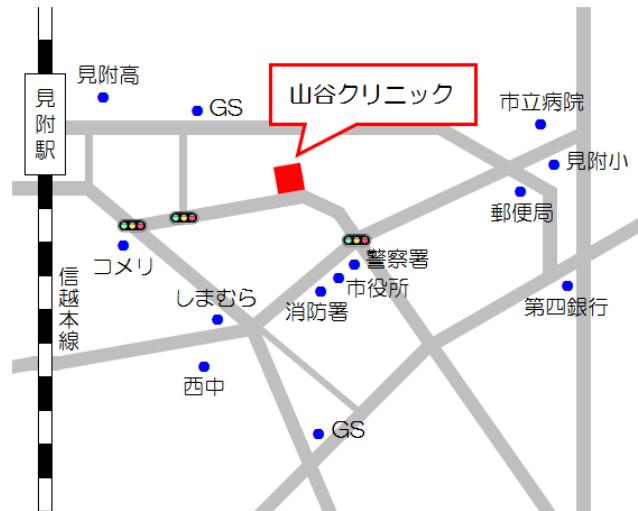 見附高
GS
山谷クリニック
市立病院
見附駅
見附小
郵便局
コメリ
警察署
市役所
消防署
しまむら
第四銀行
信越本線
西中
GS